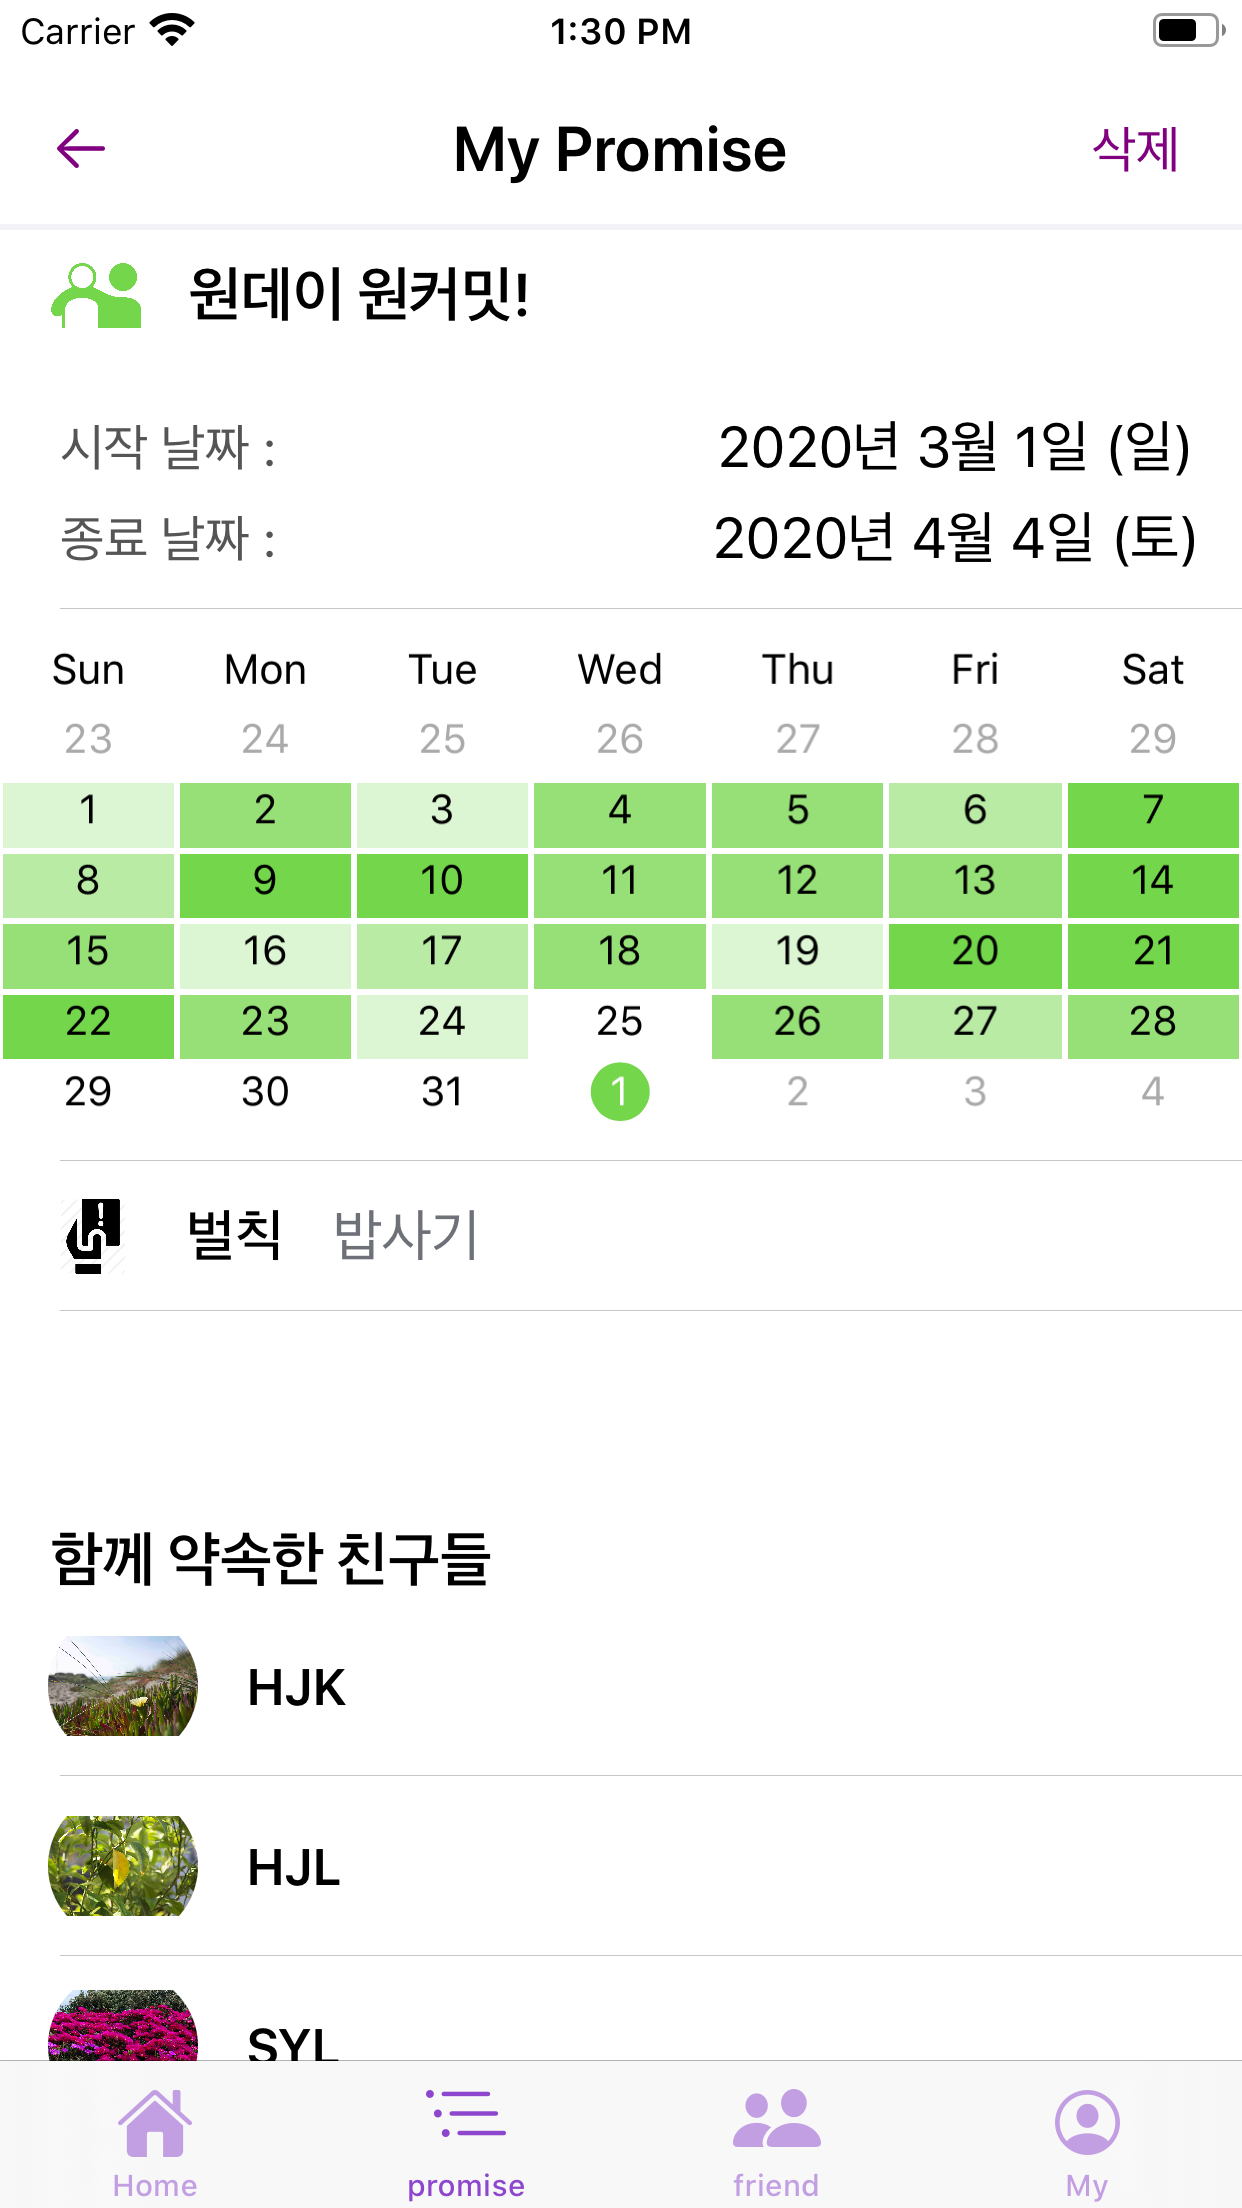 Carrier 1:30 PM
My Promise 삭제
원데이 원커밋!
시작 날짜 : 2020년 3월 1일 (일)
종료 날짜 : 2020년 4월 4일 (토)
Sun Mon Tue Wed Thu Fri Sat
23 24 25 26 27 28 29
1 2 3 4 5 6 7
8 9 10 11 12 13 14
15 16 17 18 19 20 21
22 23 24 25 26 27 28
29 30 31 1 2 3 4
벌칙 밥사기
함께 약속한 친구들
HJK
HJL
SYL
Home promise friend My